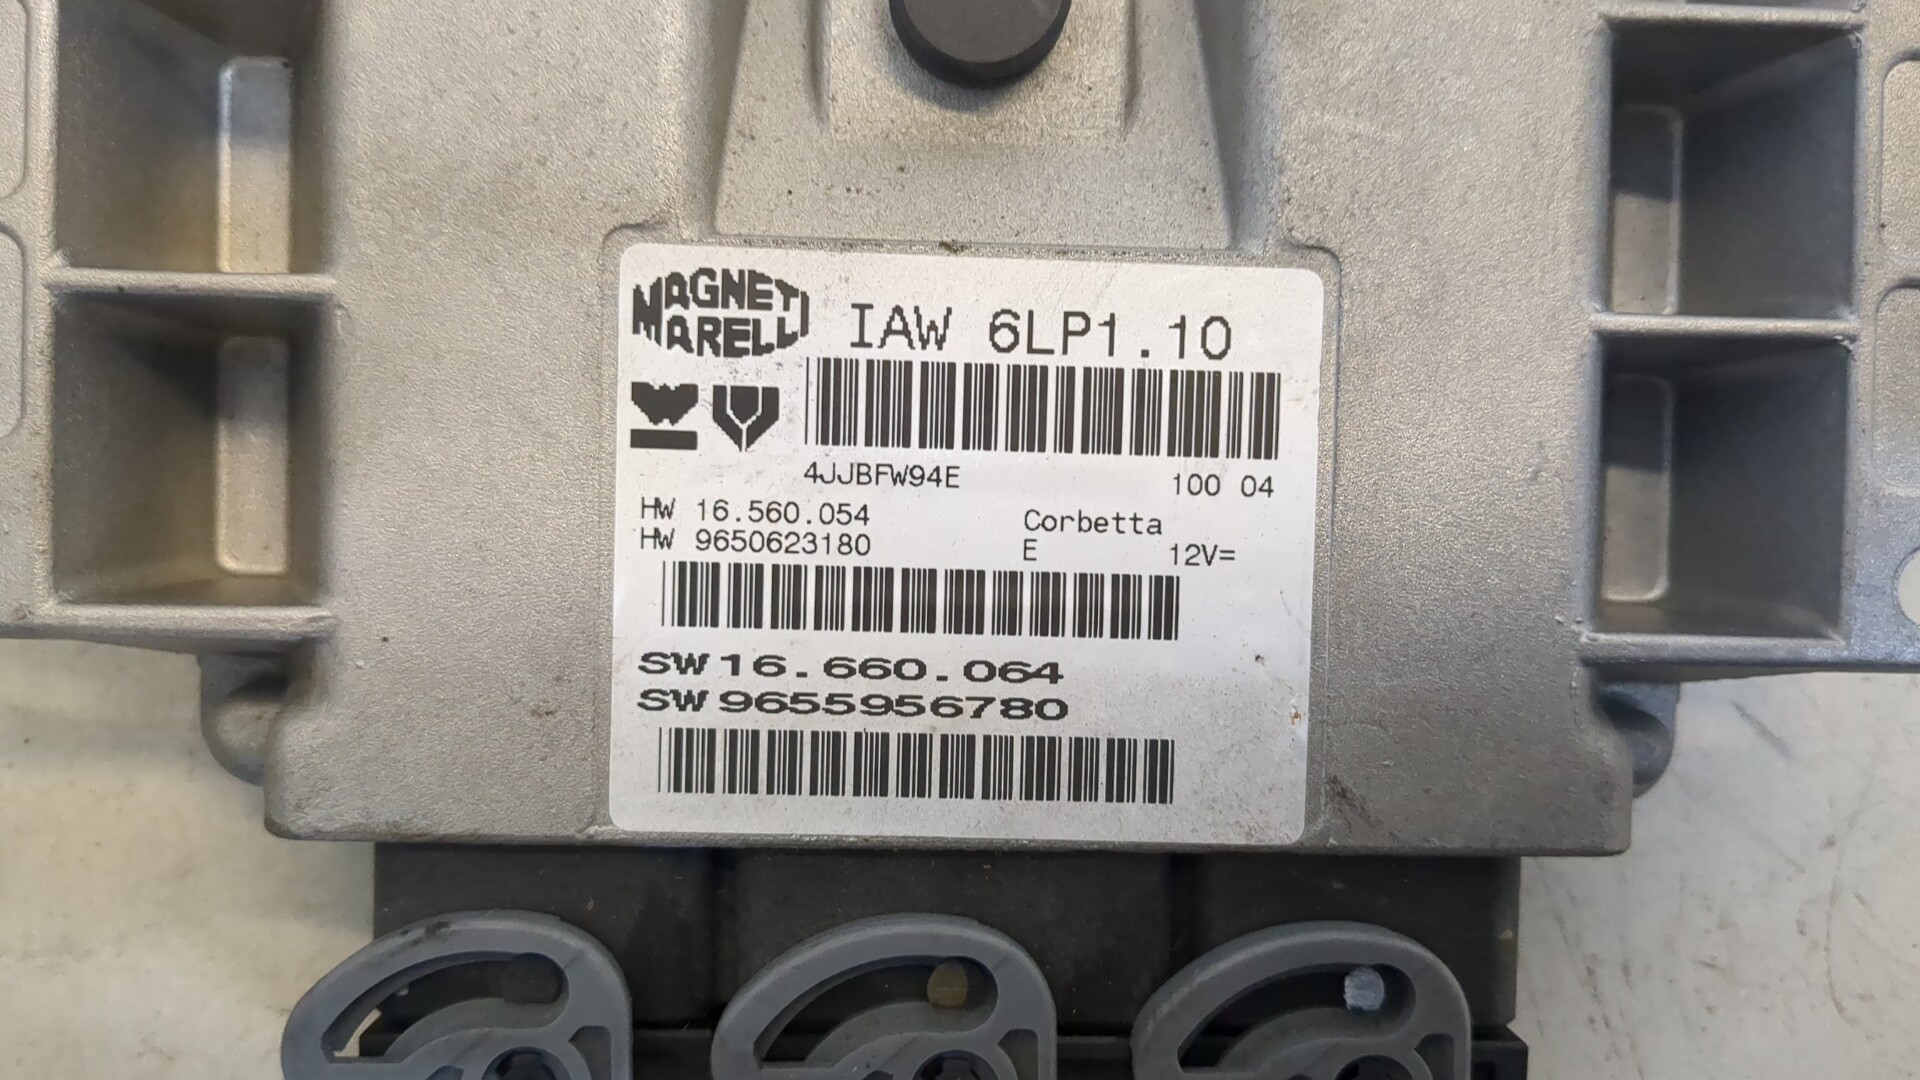 MAGNETI
MARELLI
IAW 6LP1.10
4JJBFW94E 100 04
HW 16.560.054 Corbetta
HW 9650623180 E 12V=
SW 16.660.064
SW 9655956780